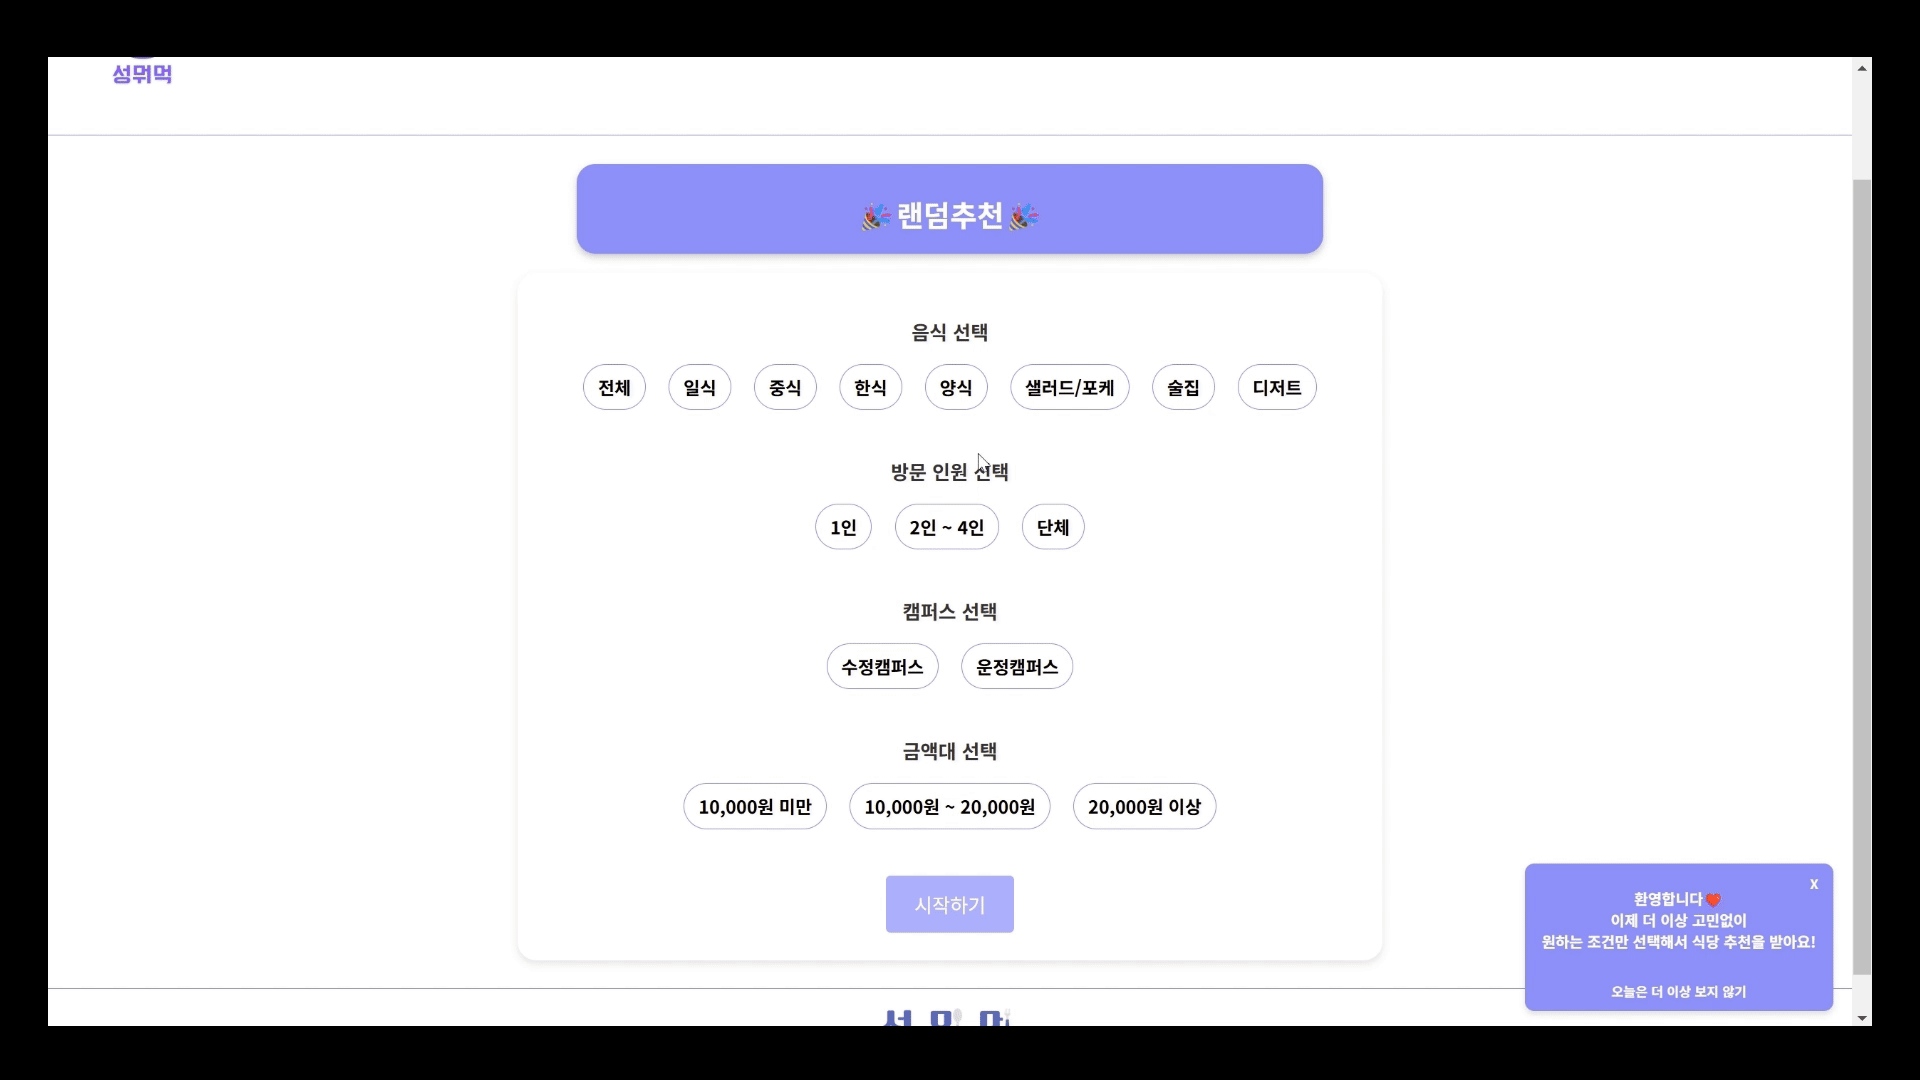 성뭐먹
🎉 랜덤추천 🎉
음식 선택
전체 일식 중식 한식 양식 샐러드/포케 술집 디저트
방문 인원 선택
1인 2인 ~ 4인 단체
캠퍼스 선택
수정캠퍼스 운정캠퍼스
금액대 선택
10,000원 미만 10,000원 ~ 20,000원 20,000원 이상
시작하기
X
환영합니다❤️
이제 더 이상 고민없이
원하는 조건만 선택해서 식당 추천을 받아요!
오늘은 더 이상 보지 않기